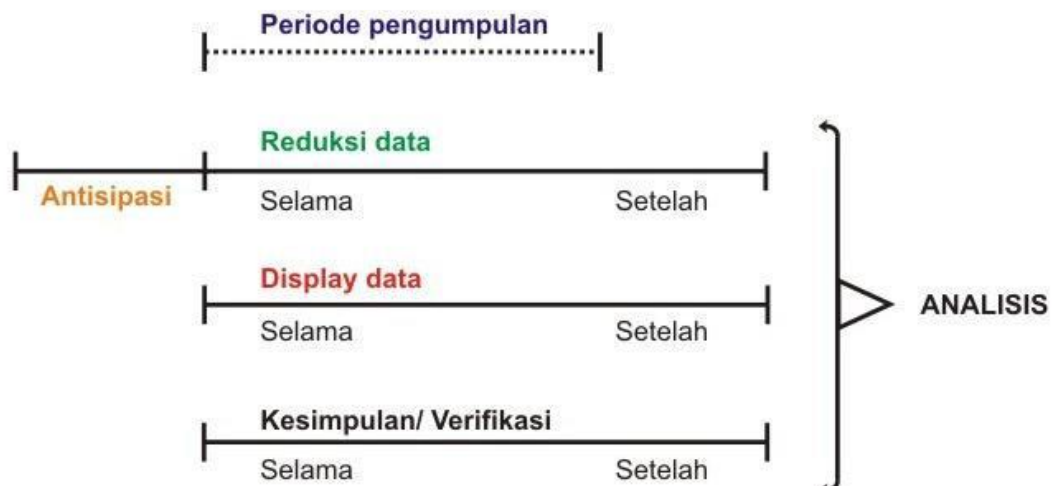 Periode pengumpulan
Reduksi data
Antisipasi
Selama Setelah
Display data
Selama Setelah
ANALISIS
Kesimpulan/ Verifikasi
Selama Setelah